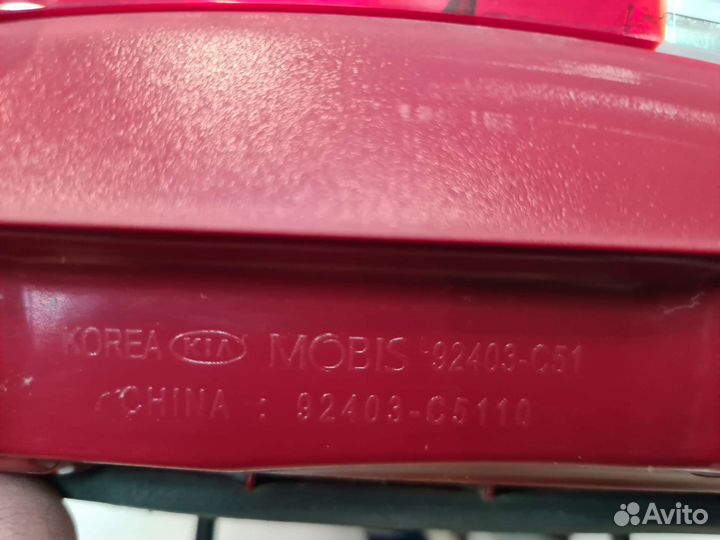 KOREA KIA MOBIS 92403-C51
CHINA : 92403-C5110
Avito